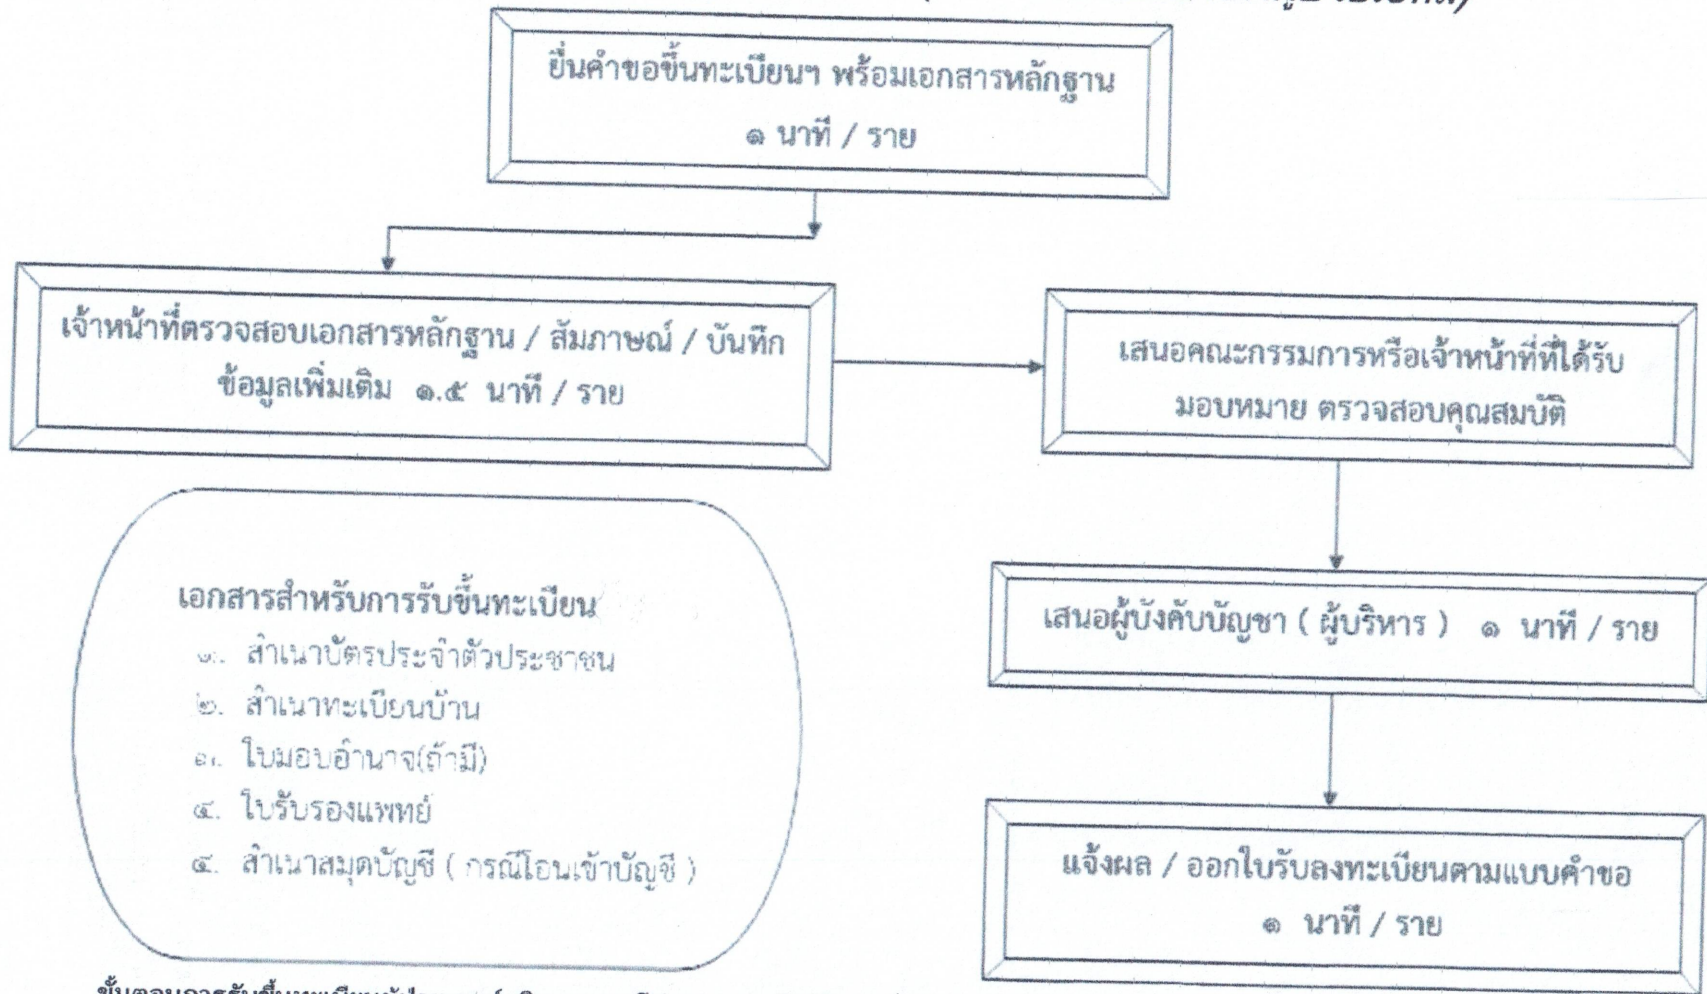 ยื่นคำขอขึ้นทะเบียนฯ พร้อมเอกสารหลักฐาน
๑ นาที / ราย
เจ้าหน้าที่ตรวจสอบเอกสารหลักฐาน / สัมภาษณ์ / บันทึก
ข้อมูลเพิ่มเติม ๑.๕ นาที / ราย
เสนอคณะกรรมการหรือเจ้าหน้าที่ที่ได้รับ
มอบหมาย ตรวจสอบคุณสมบัติ
เสนอผู้บังคับบัญชา ( ผู้บริหาร ) ๑ นาที / ราย
แจ้งผล / ออกใบรับลงทะเบียนตามแบบคำขอ
๑ นาที / ราย
เอกสารสำหรับการรับขึ้นทะเบียน
๑. สำเนาบัตรประจำตัวประชาชน
๒. สำเนาทะเบียนบ้าน
๓. ใบมอบอำนาจ(ถ้ามี)
๔. ใบรับรองแพทย์
๕. สำเนาสมุดบัญชี ( กรณีโอนเข้าบัญชี )